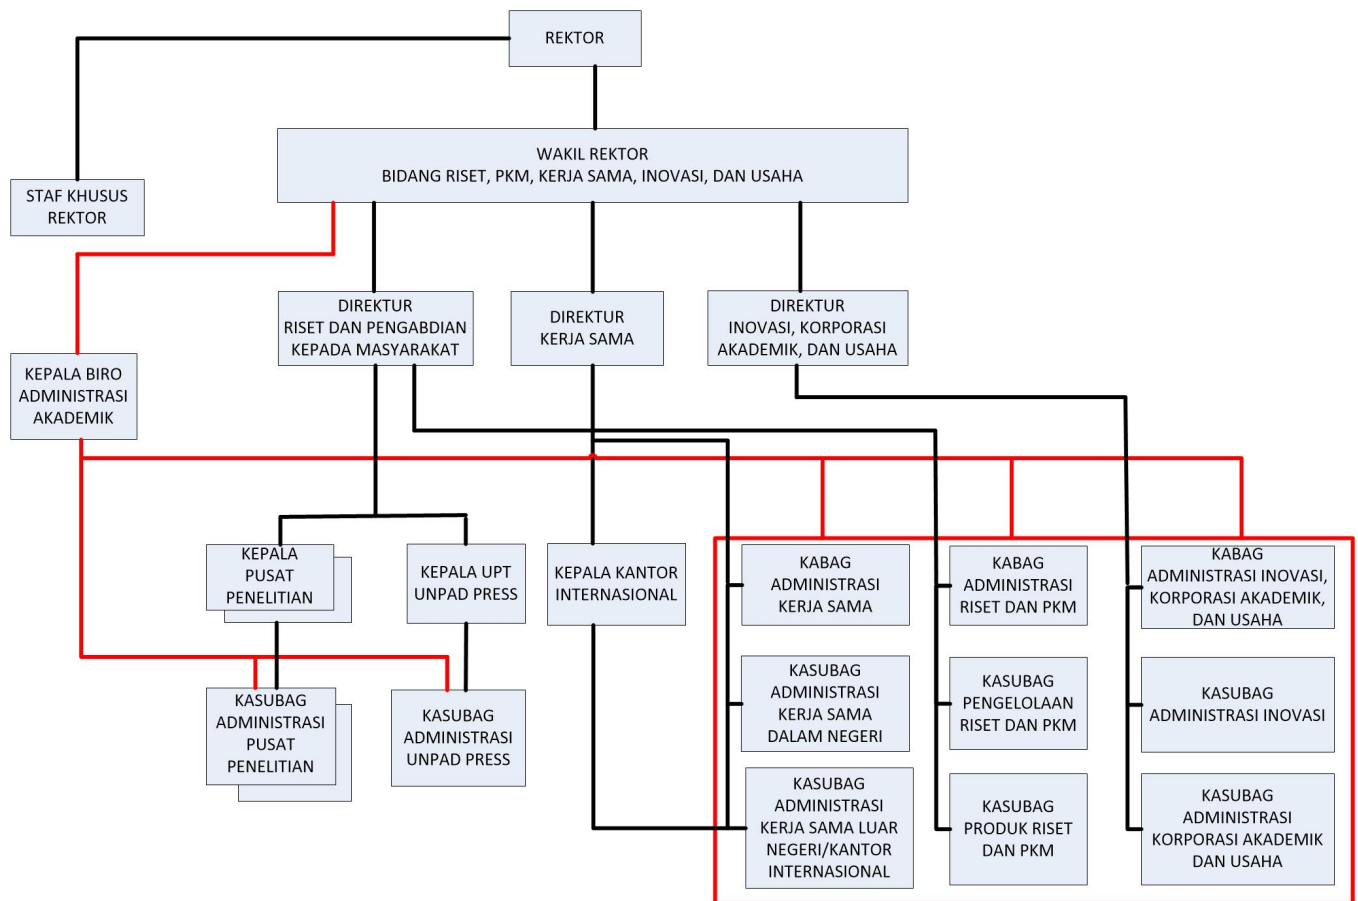 REKTOR
WAKIL REKTOR
BIDANG RISET, PKM, KERJA SAMA, INOVASI, DAN USAHA
STAF KHUSUS
REKTOR
DIREKTUR
RISET DAN PENGABDIAN
KEPADA MASYARAKAT
DIREKTUR
KERJA SAMA
DIREKTUR
INOVASI, KORPORASI
AKADEMIK, DAN USAHA
KEPALA BIRO
ADMINISTRASI
AKADEMIK
KEPALA
PUSAT
PENELITIAN
KEPALA UPT
UNPAD PRESS
KEPALA KANTOR
INTERNASIONAL
KABAG
ADMINISTRASI
KERJA SAMA
KABAG
ADMINISTRASI
RISET DAN PKM
KABAG
ADMINISTRASI INOVASI,
KORPORASI AKADEMIK,
DAN USAHA
KASUBAG
ADMINISTRASI
PUSAT
PENELITIAN
KASUBAG
ADMINISTRASI
UNPAD PRESS
KASUBAG
ADMINISTRASI
KERJA SAMA
DALAM NEGERI
KASUBAG
PENGELOLAAN
RISET DAN PKM
KASUBAG
ADMINISTRASI INOVASI
KASUBAG
ADMINISTRASI
KERJA SAMA LUAR
NEGERI/KANTOR
INTERNASIONAL
KASUBAG
PRODUK RISET
DAN PKM
KASUBAG
ADMINISTRASI
KORPORASI AKADEMIK
DAN USAHA